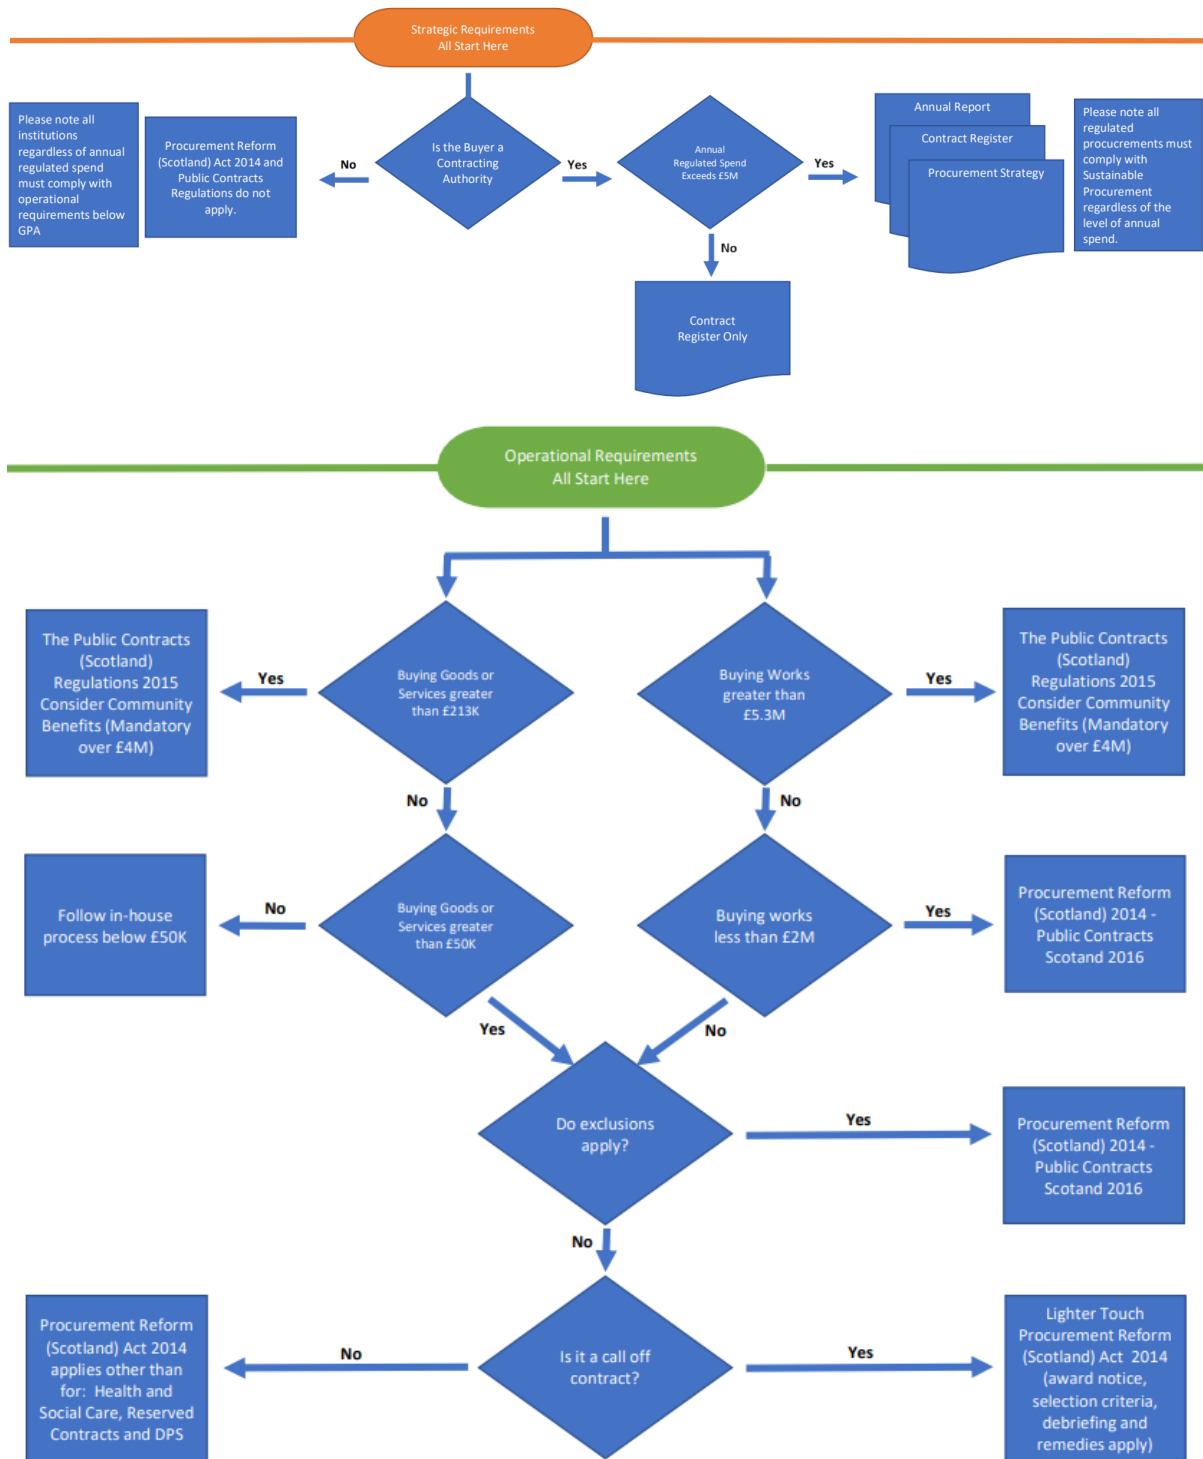 Strategic Requirements
All Start Here
Please note all
institutions
regardless of annual
regulated spend
must comply with
operational
requirements below
GPA
Procurement Reform
(Scotland) Act 2014 and
Public Contracts
Regulations do not
apply.
No
Is the Buyer a
Contracting
Authority
Yes
Annual
Regulated Spend
Exceeds £5M
Yes
Annual Report
Contract Register
Procurement Strategy
Please note all
regulated
procucrements must
comply with
Sustainable
Procurement
regardless of the
level of annual
spend.
No
Contract
Register Only
Operational Requirements
All Start Here
The Public Contracts
(Scotland)
Regulations 2015
Consider Community
Benefits (Mandatory
over £4M)
Yes
Buying Goods or
Services greater
than £213K
Buying Works
greater than
£5.3M
Yes
The Public Contracts
(Scotland)
Regulations 2015
Consider Community
Benefits (Mandatory
over £4M)
No
No
Follow in-house
process below £50K
No
Buying Goods or
Services greater
than £50K
Buying works
less than £2M
Yes
Procurement Reform
(Scotland) 2014 -
Public Contracts
Scotand 2016
Yes
No
Do exclusions
apply?
Yes
Procurement Reform
(Scotland) 2014 -
Public Contracts
Scotand 2016
No
Procurement Reform
(Scotland) Act 2014
applies other than
for: Health and
Social Care, Reserved
Contracts and DPS
No
Is it a call off
contract?
Yes
Lighter Touch
Procurement Reform
(Scotland) Act 2014
(award notice,
selection criteria,
debriefing and
remedies apply)